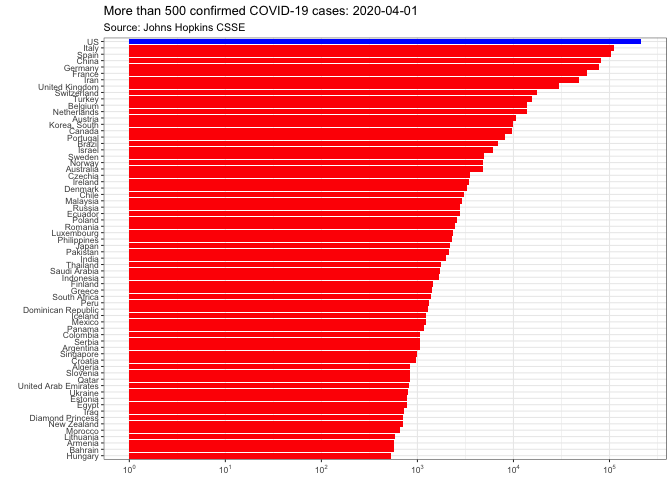 More than 500 confirmed COVID-19 cases: 2020-04-01
Source: Johns Hopkins CSSE
US
Italy
Spain
China
Germany
France
Iran
United Kingdom
Switzerland
Turkey
Belgium
Netherlands
Austria
Korea, South
Canada
Portugal
Brazil
Israel
Sweden
Norway
Australia
Czechia
Ireland
Denmark
Chile
Malaysia
Russia
Ecuador
Poland
Romania
Luxembourg
Philippines
Japan
Pakistan
India
Thailand
Saudi Arabia
Indonesia
Finland
Greece
South Africa
Peru
Dominican Republic
Iceland
Mexico
Panama
Colombia
Serbia
Argentina
Singapore
Croatia
Algeria
Slovenia
Qatar
United Arab Emirates
Ukraine
Estonia
Egypt
Iraq
Diamond Princess
New Zealand
Morocco
Lithuania
Armenia
Bahrain
Hungary
10⁰ 10¹ 10² 10³ 10⁴ 10⁵